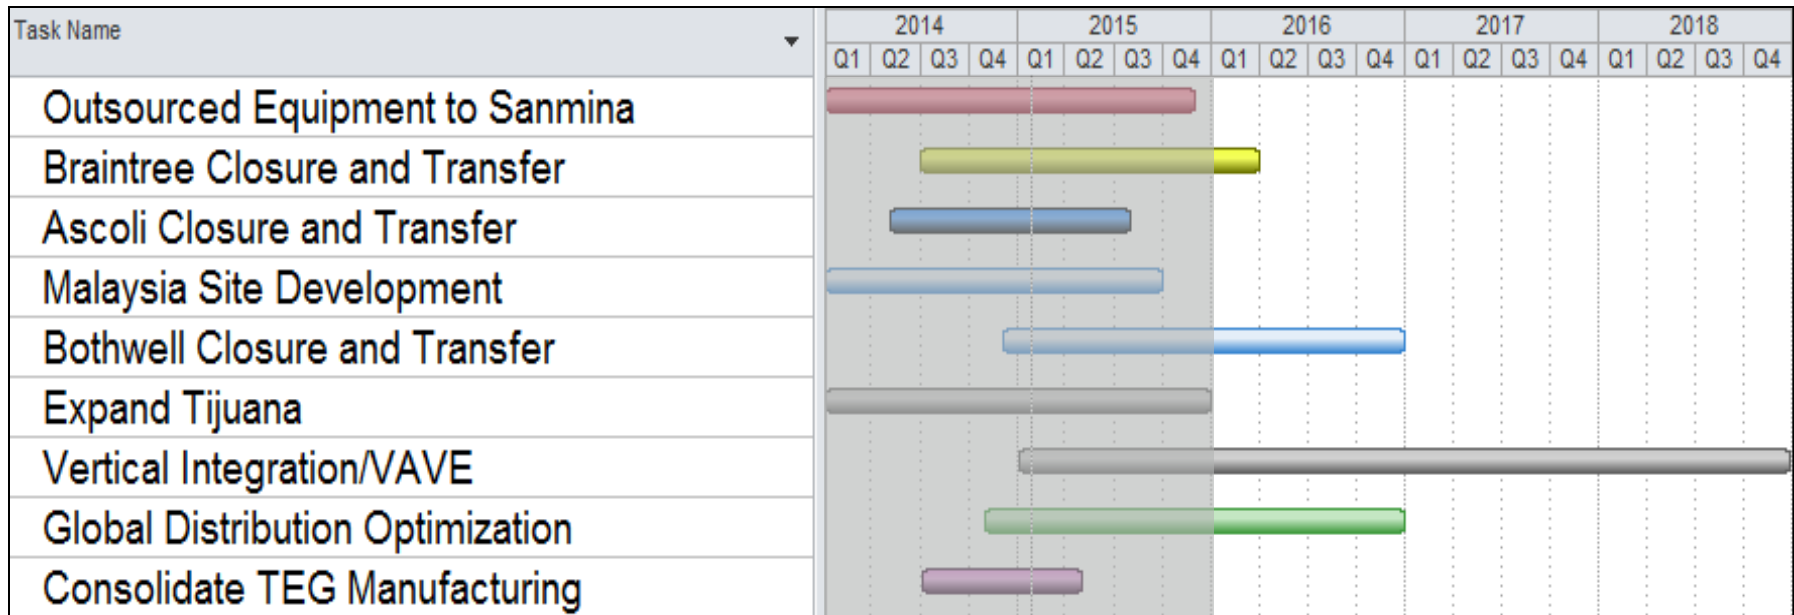 Task Name
2014 2015 2016 2017 2018
Q1 Q2 Q3 Q4 Q1 Q2 Q3 Q4 Q1 Q2 Q3 Q4 Q1 Q2 Q3 Q4 Q1 Q2 Q3 Q4
Outsourced Equipment to Sanmina
Braintree Closure and Transfer
Ascoli Closure and Transfer
Malaysia Site Development
Bothwell Closure and Transfer
Expand Tijuana
Vertical Integration/VAVE
Global Distribution Optimization
Consolidate TEG Manufacturing